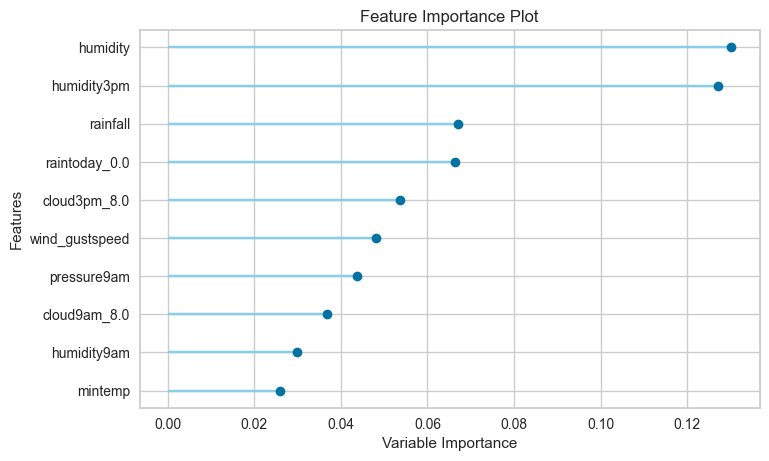 Feature Importance Plot
humidity
humidity3pm
rainfall
raintoday_0.0
cloud3pm_8.0
wind_gustspeed
pressure9am
cloud9am_8.0
humidity9am
mintemp
Features
0.00 0.02 0.04 0.06 0.08 0.10 0.12
Variable Importance